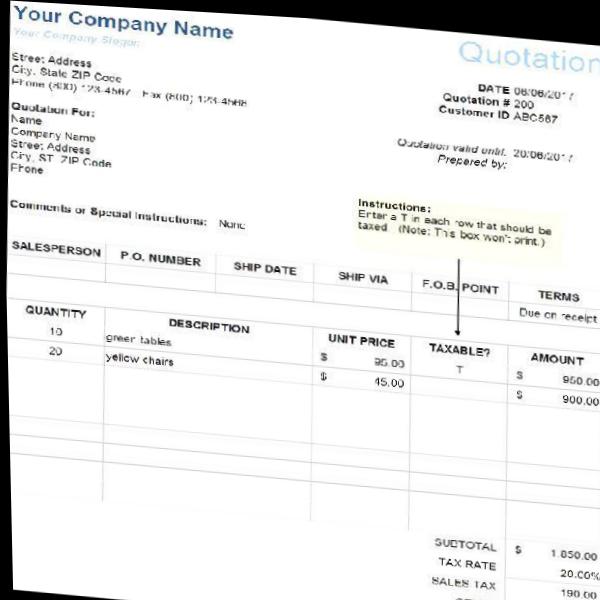 Your Company Name
Your Company Slogan
Quotation
Street Address
City, State ZIP Code
Phone (800) 123-4567 Fax (800) 123-4568
DATE 06/06/2017
Quotation # 200
Customer ID ABC567
Quotation For:
Name
Company Name
Street Address
City, ST ZIP Code
Phone
Quotation valid until: 20/06/2017
Prepared by:
Comments or Special Instructions: None
Instructions:
Enter a T in each row that should be
taxed (Note: This box won't print.)
SALESPERSON P.O. NUMBER SHIP DATE SHIP VIA F.O.B. POINT TERMS
Due on receipt
QUANTITY DESCRIPTION UNIT PRICE TAXABLE? AMOUNT
10 green tables $ 95.00 T $ 950.00
20 yellow chairs $ 45.00 $ 900.00
SUBTOTAL $ 1.850.00
TAX RATE 20.00%
SALES TAX 190.00